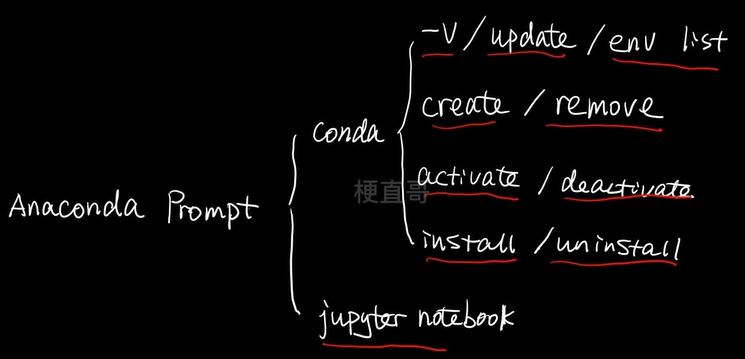 -V / update / env list
create / remove
conda
activate / deactivate
梗直哥
Anaconda Prompt
install / uninstall
jupyter notebook